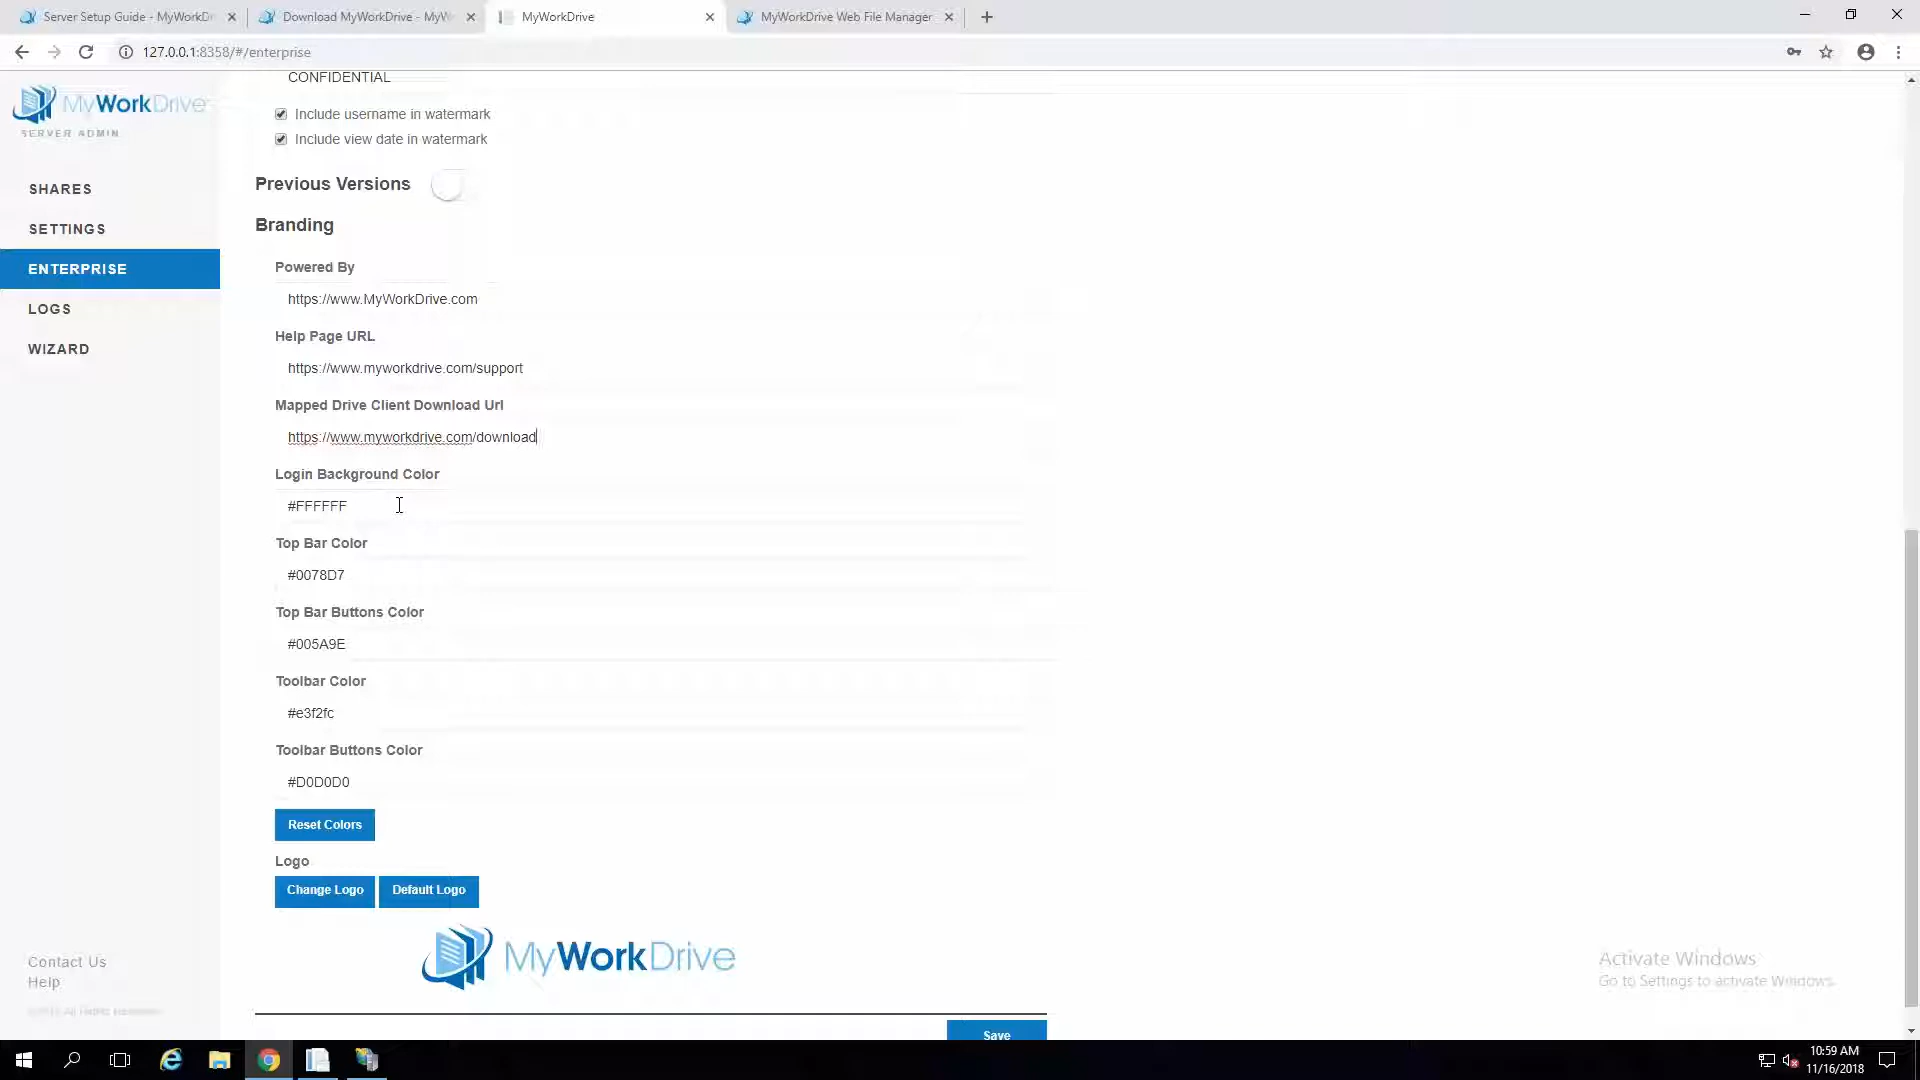 Server Setup Guide - MyWorkDr
Download MyWorkDrive - MyW
MyWorkDrive
MyWorkDrive Web File Manager
127.0.0.1:8358/#/enterprise
MyWorkDrive
SERVER ADMIN
SHARES
SETTINGS
ENTERPRISE
LOGS
WIZARD
Contact Us
Help
CONFIDENTIAL
Include username in watermark
Include view date in watermark
Previous Versions
Branding
Powered By
https://www.MyWorkDrive.com
Help Page URL
https://www.myworkdrive.com/support
Mapped Drive Client Download Url
https://www.myworkdrive.com/download
Login Background Color
#FFFFFF
Top Bar Color
#0078D7
Top Bar Buttons Color
#005A9E
Toolbar Color
#e3f2fc
Toolbar Buttons Color
#D0D0D0
Reset Colors
Logo
Change Logo Default Logo
MyWorkDrive
Save
Activate Windows
Go to Settings to activate Windows.
10:59 AM
11/16/2018